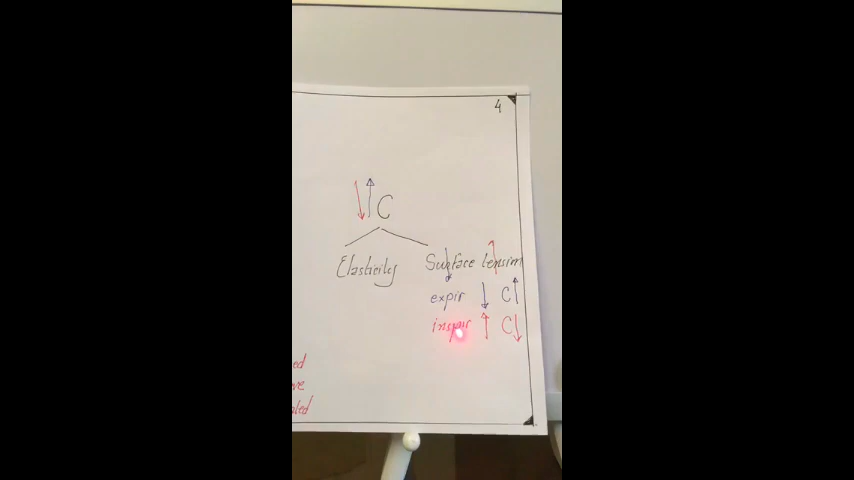 4
↓↑ C
Elasticity Surface tension
expir ↓ C↑
inspir ↑ C↓